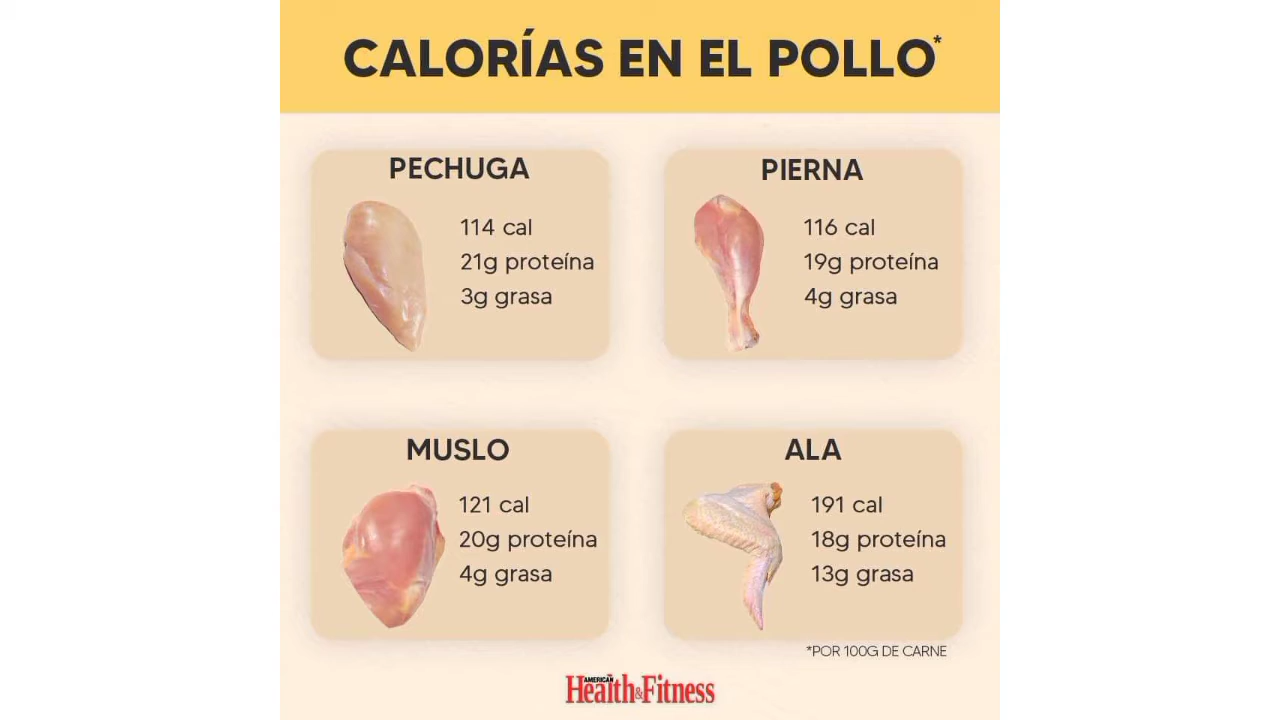 CALORÍAS EN EL POLLO*
PECHUGA
114 cal
21g proteína
3g grasa
PIERNA
116 cal
19g proteína
4g grasa
MUSLO
121 cal
20g proteína
4g grasa
ALA
191 cal
18g proteína
13g grasa
*POR 100G DE CARNE
AMERICAN
Health&Fitness